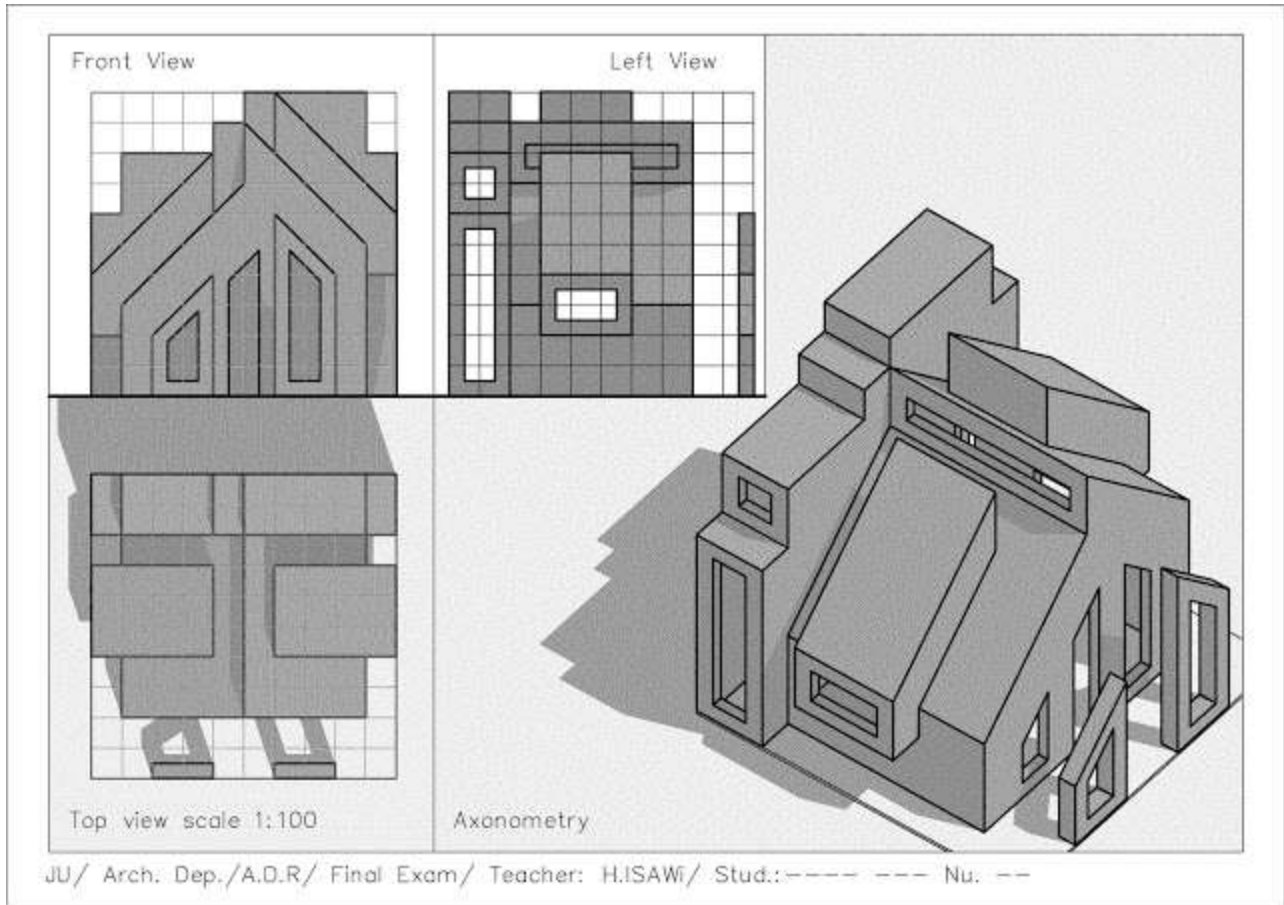 Front View
Left View
Top view scale 1:100
Axonometry
JU/ Arch. Dep./A.D.R/ Final Exam/ Teacher: H.ISAWi/ Stud.:---- --- Nu. --